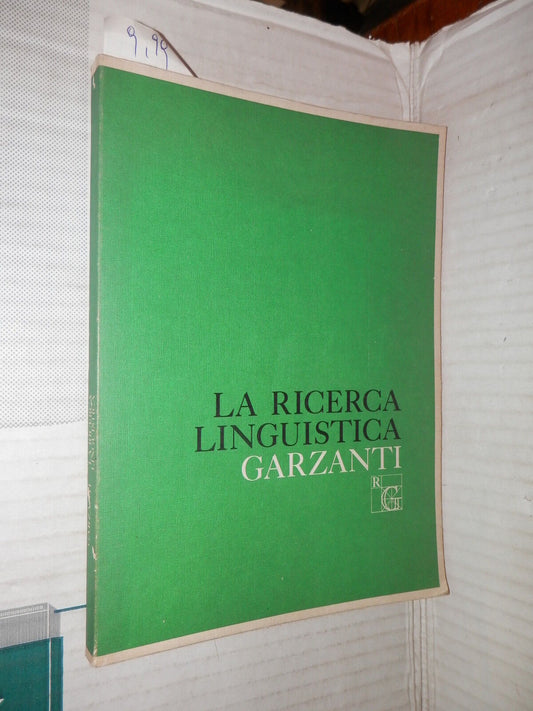 9,99
LA RICERCA
LINGUISTICA
GARZANTI
R
G